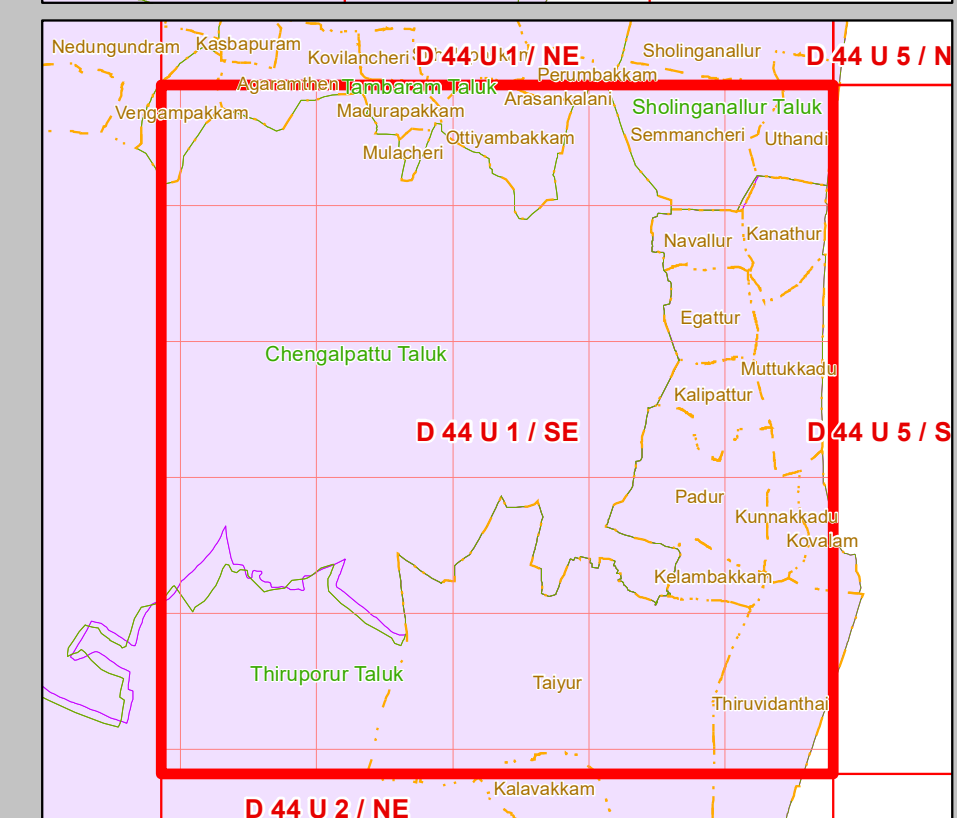 Nedungundram
Kasbapuram
Kovilancheri
D 44 U 1 / NE
Sholinganallur
D 44 U 5 / N
Perumbakkam
Agaramthen
Tambaram Taluk
Arasankalani
Sholinganallur Taluk
Vengampakkam
Madurapakkam
Ottiyambakkam
Semmancheri
Uthandi
Mulacheri
Navallur
Kanathur
Egattur
Chengalpattu Taluk
Muttukkadu
Kalipattur
D 44 U 1 / SE
D 44 U 5 / S
Padur
Kunnakkadu
Kovalam
Kelambakkam
Thiruporur Taluk
Taiyur
Thiruvidanthai
Kalavakkam
D 44 U 2 / NE